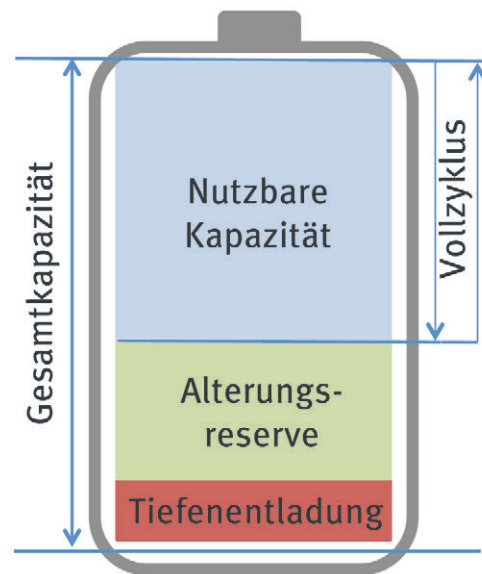 Gesamtkapazität
Nutzbare
Kapazität
Vollzyklus
Alterungs-
reserve
Tiefenentladung